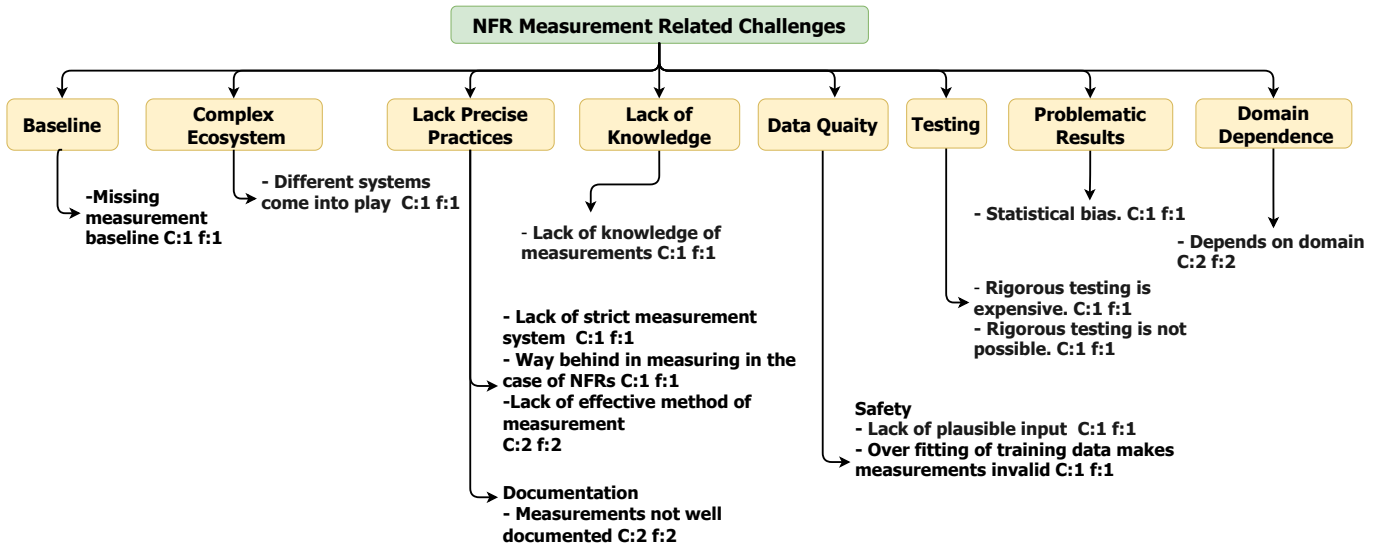 NFR Measurement Related Challenges
Baseline
Complex
Ecosystem
Lack Precise
Practices
Lack of
Knowledge
Data Quaity
Testing
Problematic
Results
Domain
Dependence
-Missing
measurement
baseline C:1 f:1
- Different systems
come into play C:1 f:1
- Lack of knowledge of
measurements C:1 f:1
- Statistical bias. C:1 f:1
- Depends on domain
C:2 f:2
- Rigorous testing is
expensive. C:1 f:1
- Rigorous testing is not
possible. C:1 f:1
- Lack of strict measurement
system C:1 f:1
- Way behind in measuring in the
case of NFRs C:1 f:1
-Lack of effective method of
measurement
C:2 f:2
Safety
- Lack of plausible input C:1 f:1
- Over fitting of training data makes
measurements invalid C:1 f:1
Documentation
- Measurements not well
documented C:2 f:2